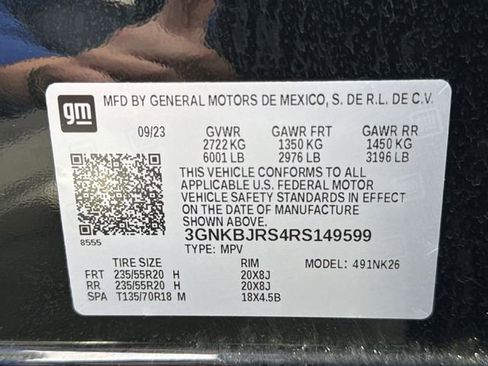 gm
MFD BY GENERAL MOTORS DE MEXICO, S. DE R.L. DE C.V.
09/23 GVWR GAWR FRT GAWR RR
2722 KG 1350 KG 1450 KG
6001 LB 2976 LB 3196 LB
THIS VEHICLE CONFORMS TO ALL
APPLICABLE U.S. FEDERAL MOTOR
VEHICLE SAFETY STANDARDS IN EFFECT
ON THE DATE OF MANUFACTURE SHOWN ABOVE.
3GNKBJRS4RS149599
8555 TYPE: MPV
TIRE SIZE RIM MODEL: 491NK26
FRT 235/55R20 H 20X8J
RR 235/55R20 H 20X8J
SPA T135/70R18 M 18X4.5B